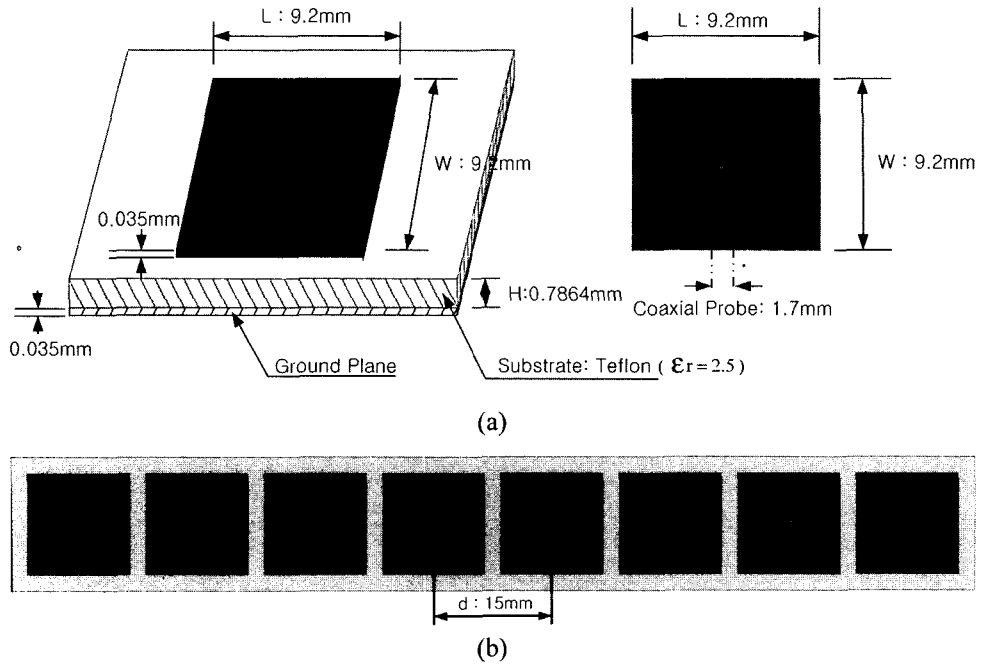 L : 9.2mm
W : 9.2mm
0.035mm
H:0.7864mm
0.035mm
Ground Plane
Substrate: Teflon ( εr = 2.5 )
L : 9.2mm
W : 9.2mm
Coaxial Probe: 1.7mm
(a)
d : 15mm
(b)